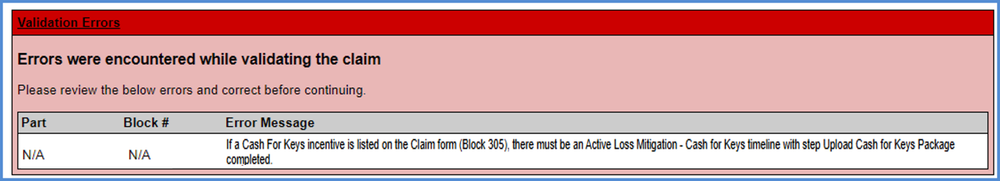 Validation Errors
Errors were encountered while validating the claim
Please review the below errors and correct before continuing.
Part Block # Error Message
N/A N/A If a Cash For Keys incentive is listed on the Claim form (Block 305), there must be an Active Loss Mitigation - Cash for Keys timeline with step Upload Cash for Keys Package
completed.